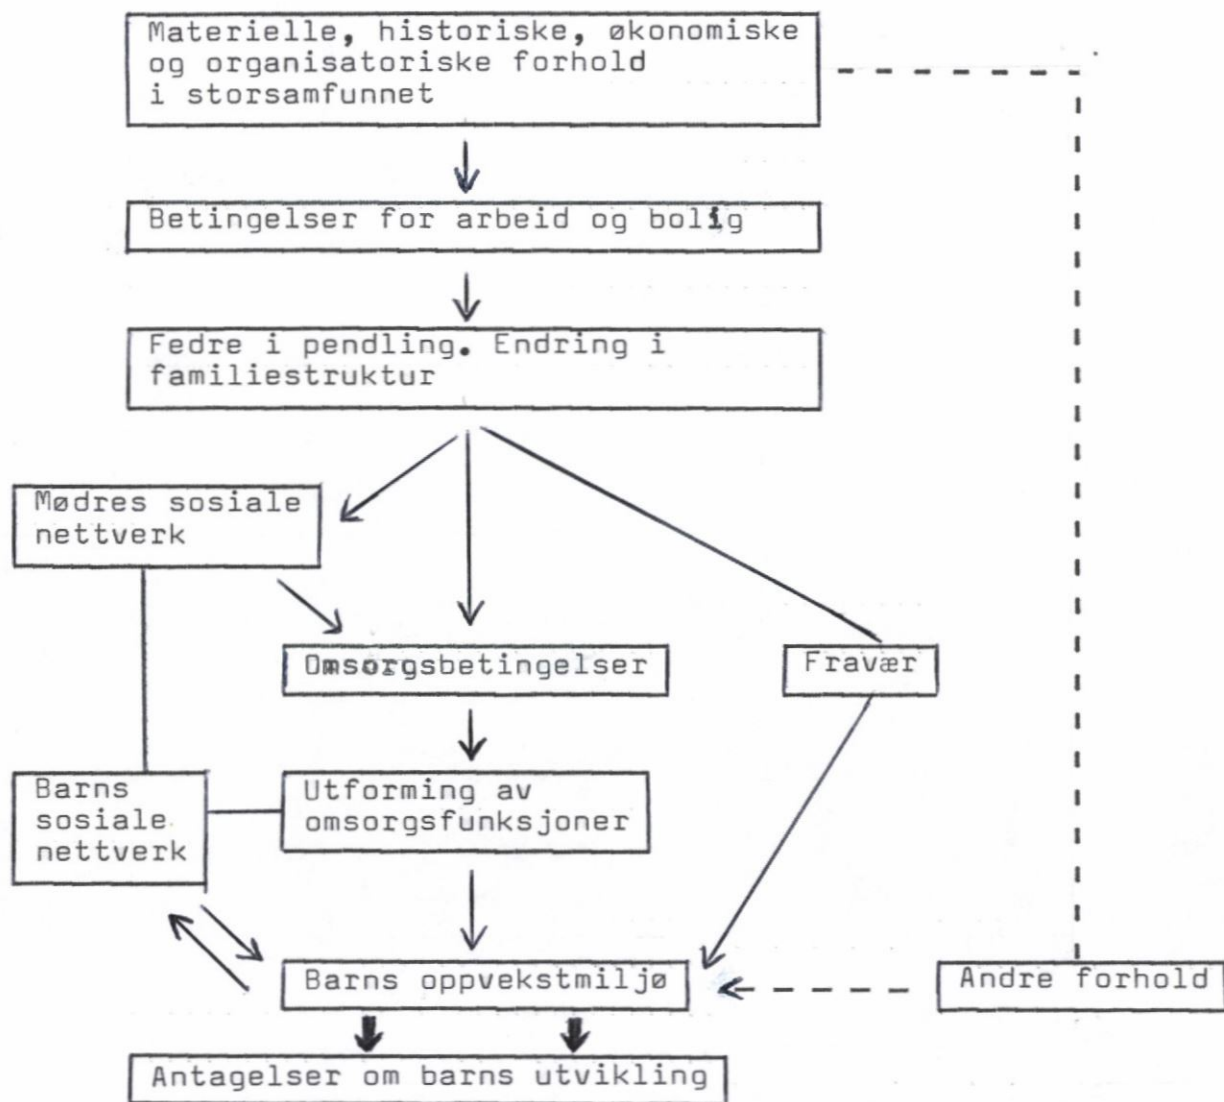 Materielle, historiske, økonomiske
og organisatoriske forhold
i storsamfunnet
Betingelser for arbeid og bolig
Fedre i pendling. Endring i
familiestruktur
Mødres sosiale
nettverk
Omsorgsbetingelser
Fravær
Barns
sosiale
nettverk
Utforming av
omsorgsfunksjoner
Barns oppvekstmiljø
Andre forhold
Antagelser om barns utvikling